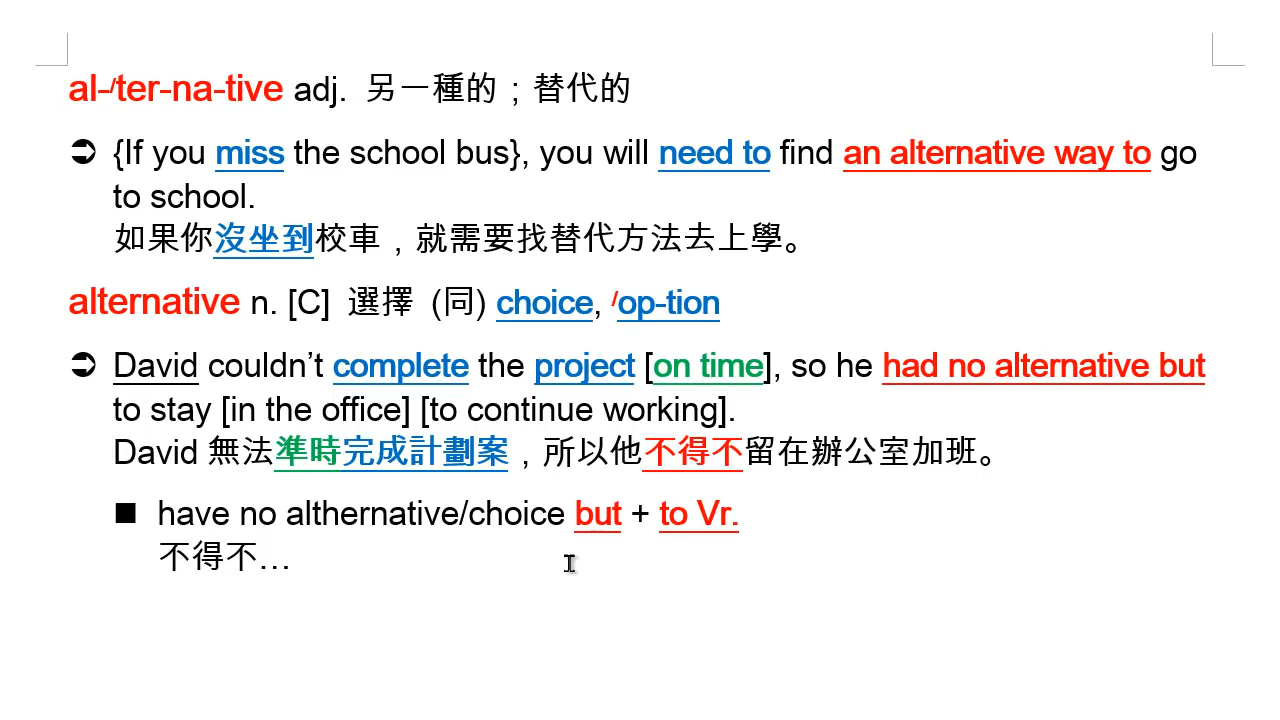 al-/ter-na-tive adj. 另一種的；替代的
➲ {If you miss the school bus}, you will need to find an alternative way to go
to school.
如果你沒坐到校車，就需要找替代方法去上學。
alternative n. [C] 選擇 (同) choice, /op-tion
➲ David couldn’t complete the project [on time], so he had no alternative but
to stay [in the office] [to continue working].
David 無法準時完成計劃案，所以他不得不留在辦公室加班。
■ have no althernative/choice but + to Vr.
不得不…